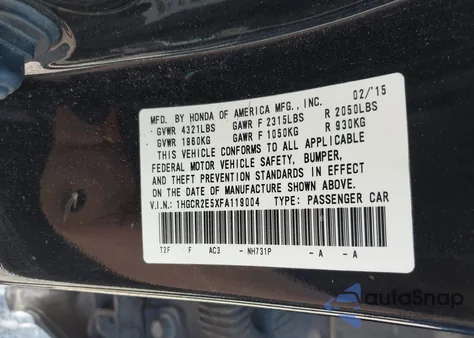 MFD. BY HONDA OF AMERICA MFG., INC. 02/'15
GVWR 4321LBS GAWR F 2315LBS R 2050LBS
GVWR 1960KG GAWR F 1050KG R 930KG
THIS VEHICLE CONFORMS TO ALL APPLICABLE
FEDERAL MOTOR VEHICLE SAFETY, BUMPER,
AND THEFT PREVENTION STANDARDS IN EFFECT
ON THE DATE OF MANUFACTURE SHOWN ABOVE.
V.I.N.: 1HGCR2E5XFA119004 TYPE: PASSENGER CAR
T2F F AC3 - NH731P - A - A
autoSnap